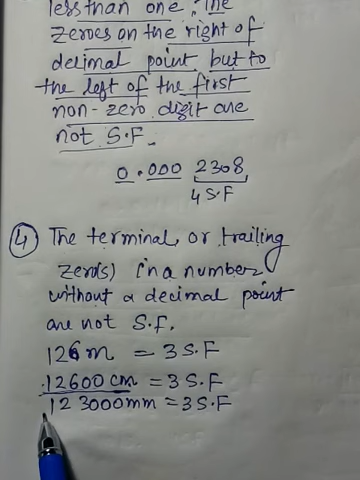 less than one, the
zeroes on the right of
decimal point but to
the left of the first
non-zero digit are
not S.F.
0.000 2308
4 S.F
④ The terminal or trailing
zero(s) in a number
without a decimal point
are not S.F.
126 m = 3 S.F
12600 cm = 3 S.F
123000mm = 3 S.F